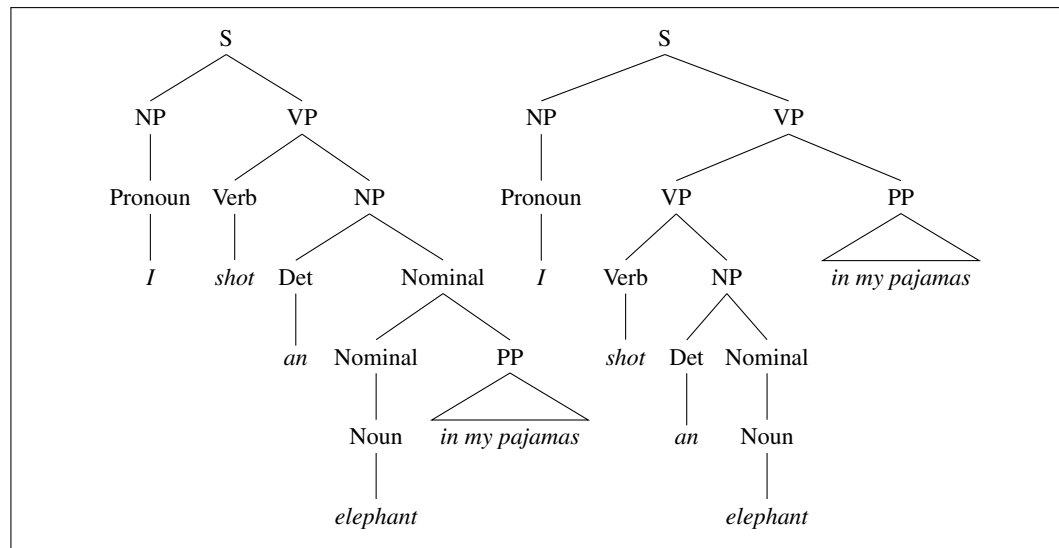 S S
NP VP NP VP
Pronoun Verb NP Pronoun VP PP
I shot Det Nominal I Verb NP in my pajamas
an Nominal PP shot Det Nominal
Noun in my pajamas an Noun
elephant elephant